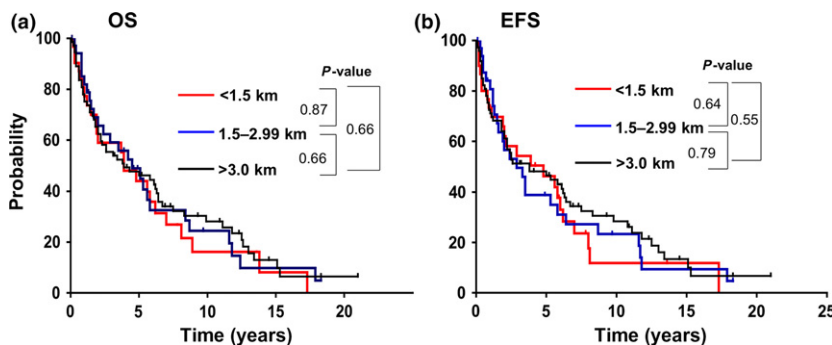 (a) OS
100
80
60
40
20
0
Probability
0 5 10 15 20
Time (years)
P-value
<1.5 km
1.5–2.99 km
>3.0 km
0.87
0.66
0.66
(b) EFS
100
80
60
40
20
0
0 5 10 15 20 25
Time (years)
P-value
<1.5 km
1.5–2.99 km
>3.0 km
0.64
0.55
0.79